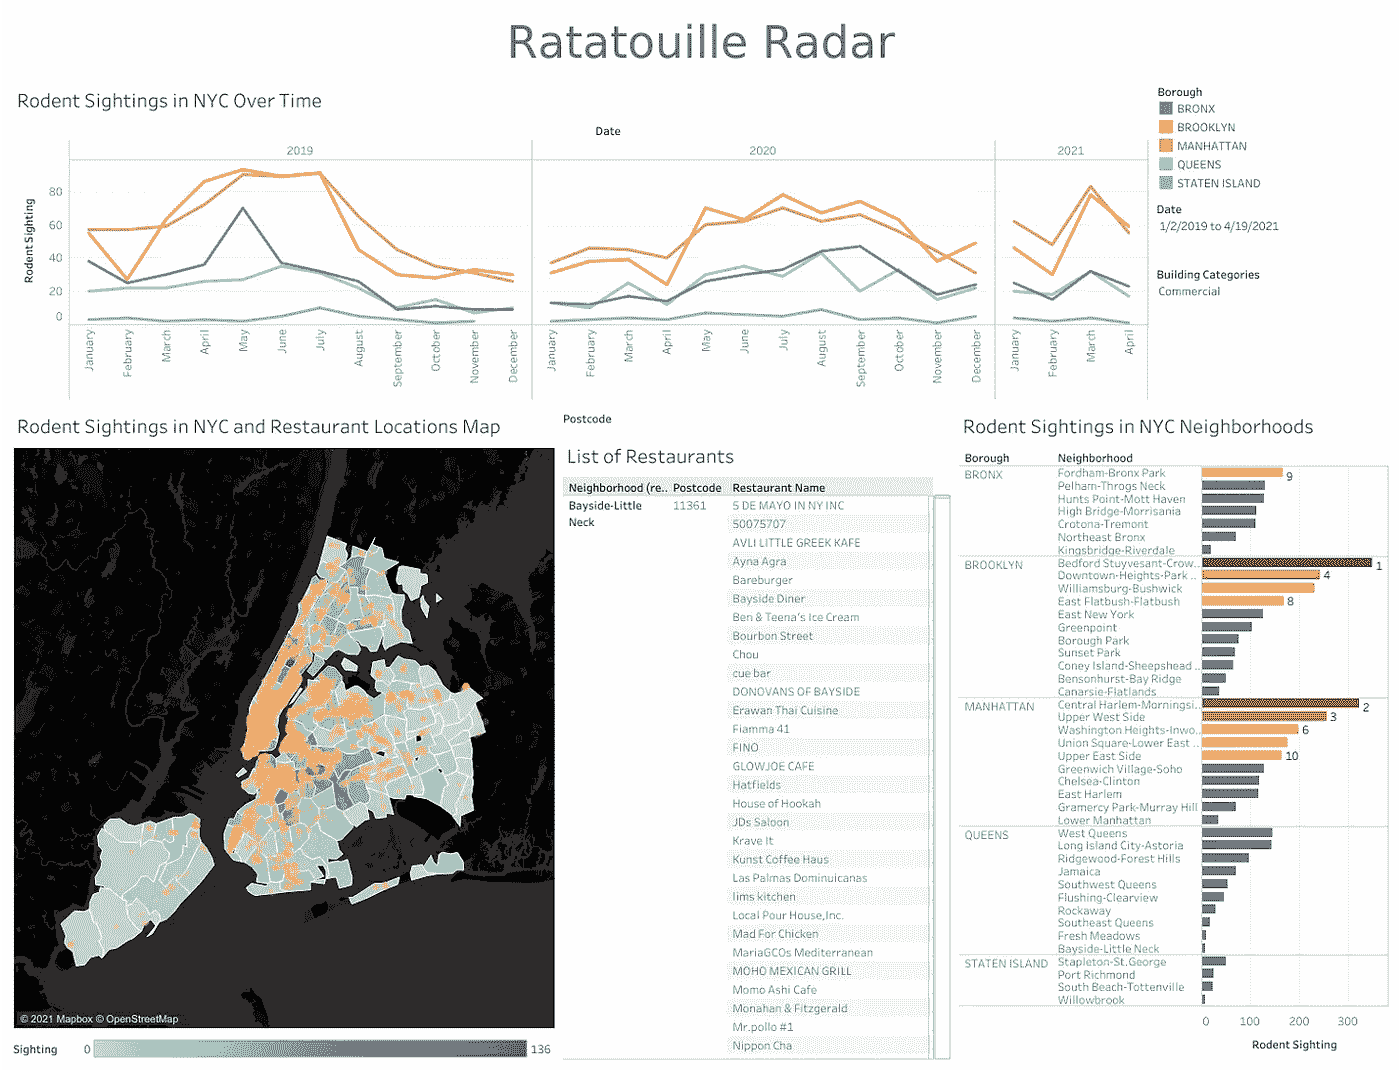 Ratatouille Radar
Rodent Sightings in NYC Over Time
Date
2019
2020
2021
Rodent Sighting
80
60
40
20
0
January
February
March
April
May
June
July
August
September
October
November
December
January
February
March
April
May
June
July
August
September
October
November
December
January
February
March
April
Borough
BRONX
BROOKLYN
MANHATTAN
QUEENS
STATEN ISLAND
Date
1/2/2019 to 4/19/2021
Building Categories
Commercial
Rodent Sightings in NYC and Restaurant Locations Map
© 2021 Mapbox © OpenStreetMap
Sighting
0
136
Postcode
List of Restaurants
Neighborhood (re.. Postcode Restaurant Name
Bayside-Little Neck 11361 5 DE MAYO IN NY INC
50075707
AVLI LITTLE GREEK KAFE
Ayna Agra
Bareburger
Bayside Diner
Ben & Teena's Ice Cream
Bourbon Street
Chou
cue bar
DONOVANS OF BAYSIDE
Erawan Thai Cuisine
Fiamma 41
FINO
GLOWJOE CAFE
Hatfields
House of Hookah
JDs Saloon
Krave It
Kunst Coffee Haus
Las Palmas Dominuicanas
lims kitchen
Local Pour House,Inc.
Mad For Chicken
MariaGCOs Mediterranean
MOHO MEXICAN GRILL
Momo Ashi Cafe
Monahan & Fitzgerald
Mr.pollo #1
Nippon Cha
Rodent Sightings in NYC Neighborhoods
Borough Neighborhood
BRONX Fordham-Bronx Park 9
Pelham-Throgs Neck
Hunts Point-Mott Haven
High Bridge-Morrisania
Crotona-Tremont
Northeast Bronx
Kingsbridge-Riverdale
BROOKLYN Bedford Stuyvesant-Crow.. 1
Downtown-Heights-Park .. 4
Williamsburg-Bushwick
East Flatbush-Flatbush 8
East New York
Greenpoint
Borough Park
Sunset Park
Coney Island-Sheepshead ..
Bensonhurst-Bay Ridge
Canarsie-Flatlands
MANHATTAN Central Harlem-Morningsi.. 2
Upper West Side 3
Washington Heights-Inwo.. 6
Union Square-Lower East ..
Upper East Side 10
Greenwich Village-Soho
Chelsea-Clinton
East Harlem
Gramercy Park-Murray Hill
Lower Manhattan
QUEENS West Queens
Long Island City-Astoria
Ridgewood-Forest Hills
Jamaica
Southwest Queens
Flushing-Clearview
Rockaway
Southeast Queens
Fresh Meadows
Bayside-Little Neck
STATEN ISLAND Stapleton-St.George
Port Richmond
South Beach-Tottenville
Willowbrook
0 100 200 300
Rodent Sighting